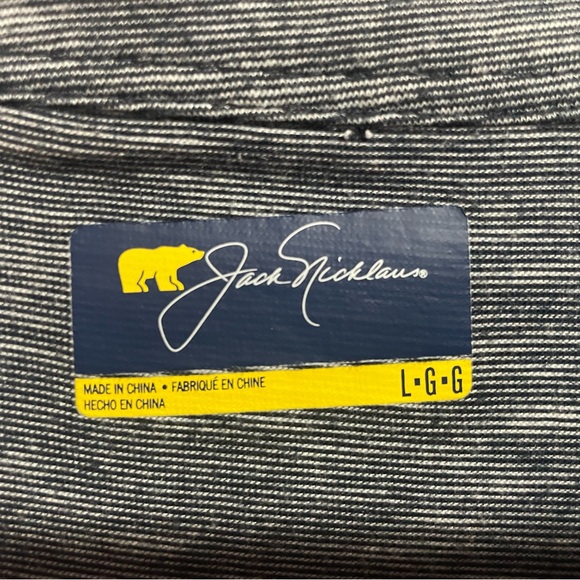 Jack Nicklaus®
MADE IN CHINA • FABRIQUÉ EN CHINE
HECHO EN CHINA
L▪G▪G